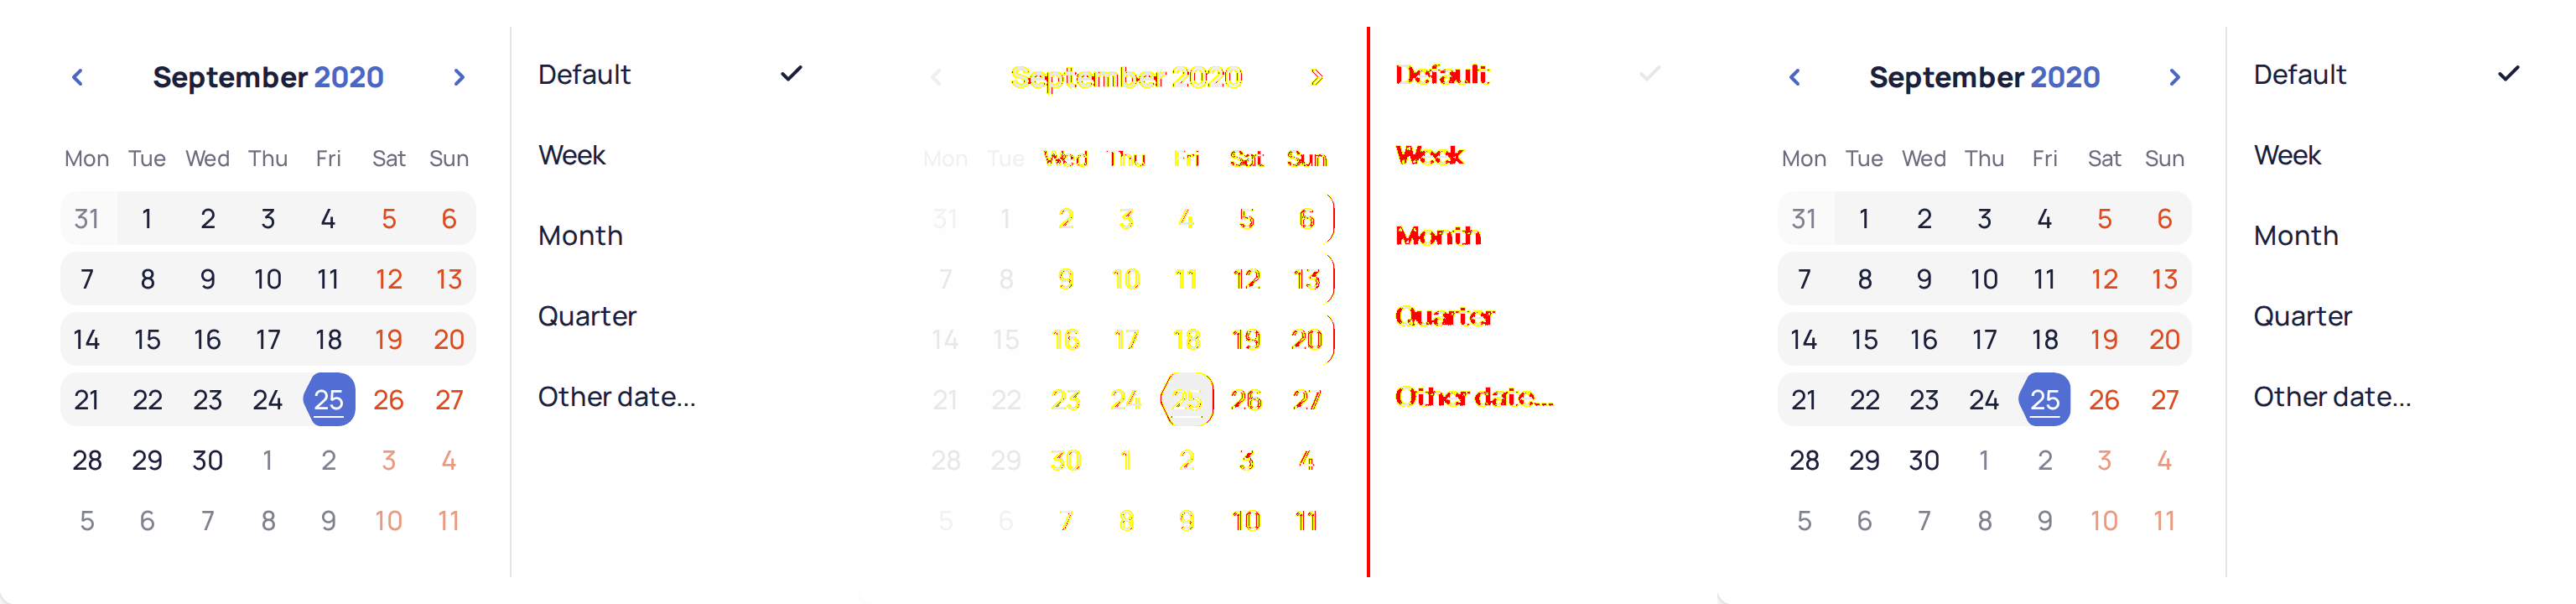 September 2020
Mon Tue Wed Thu Fri Sat Sun
31 1 2 3 4 5 6
7 8 9 10 11 12 13
14 15 16 17 18 19 20
21 22 23 24 25 26 27
28 29 30 1 2 3 4
5 6 7 8 9 10 11
Default
Week
Month
Quarter
Other date...
September 2020
Mon Tue Wed Thu Fri Sat Sun
31 1 2 3 4 5 6
7 8 9 10 11 12 13
14 15 16 17 18 19 20
21 22 23 24 25 26 27
28 29 30 1 2 3 4
5 6 7 8 9 10 11
Default
Week
Month
Quarter
Other date...
September 2020
Mon Tue Wed Thu Fri Sat Sun
31 1 2 3 4 5 6
7 8 9 10 11 12 13
14 15 16 17 18 19 20
21 22 23 24 25 26 27
28 29 30 1 2 3 4
5 6 7 8 9 10 11
Default
Week
Month
Quarter
Other date...